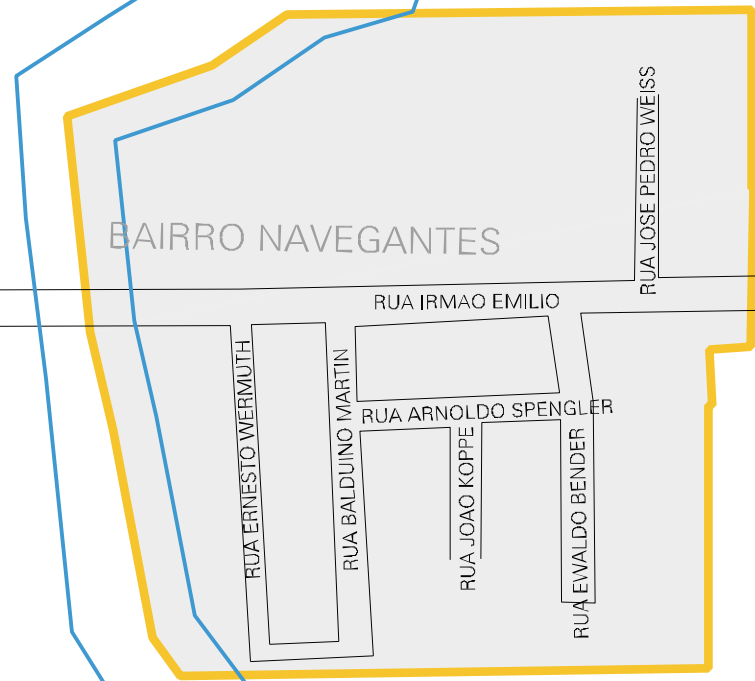 RUA JOSE PEDRO WEISS
BAIRRO NAVEGANTES
RUA IRMAO EMILIO
RUA ERNESTO WERMUTH
RUA BALDUINO MARTIN
RUA ARNOLDO SPENGLER
RUA JOAO KOPPE
RUA EWALDO BENDER